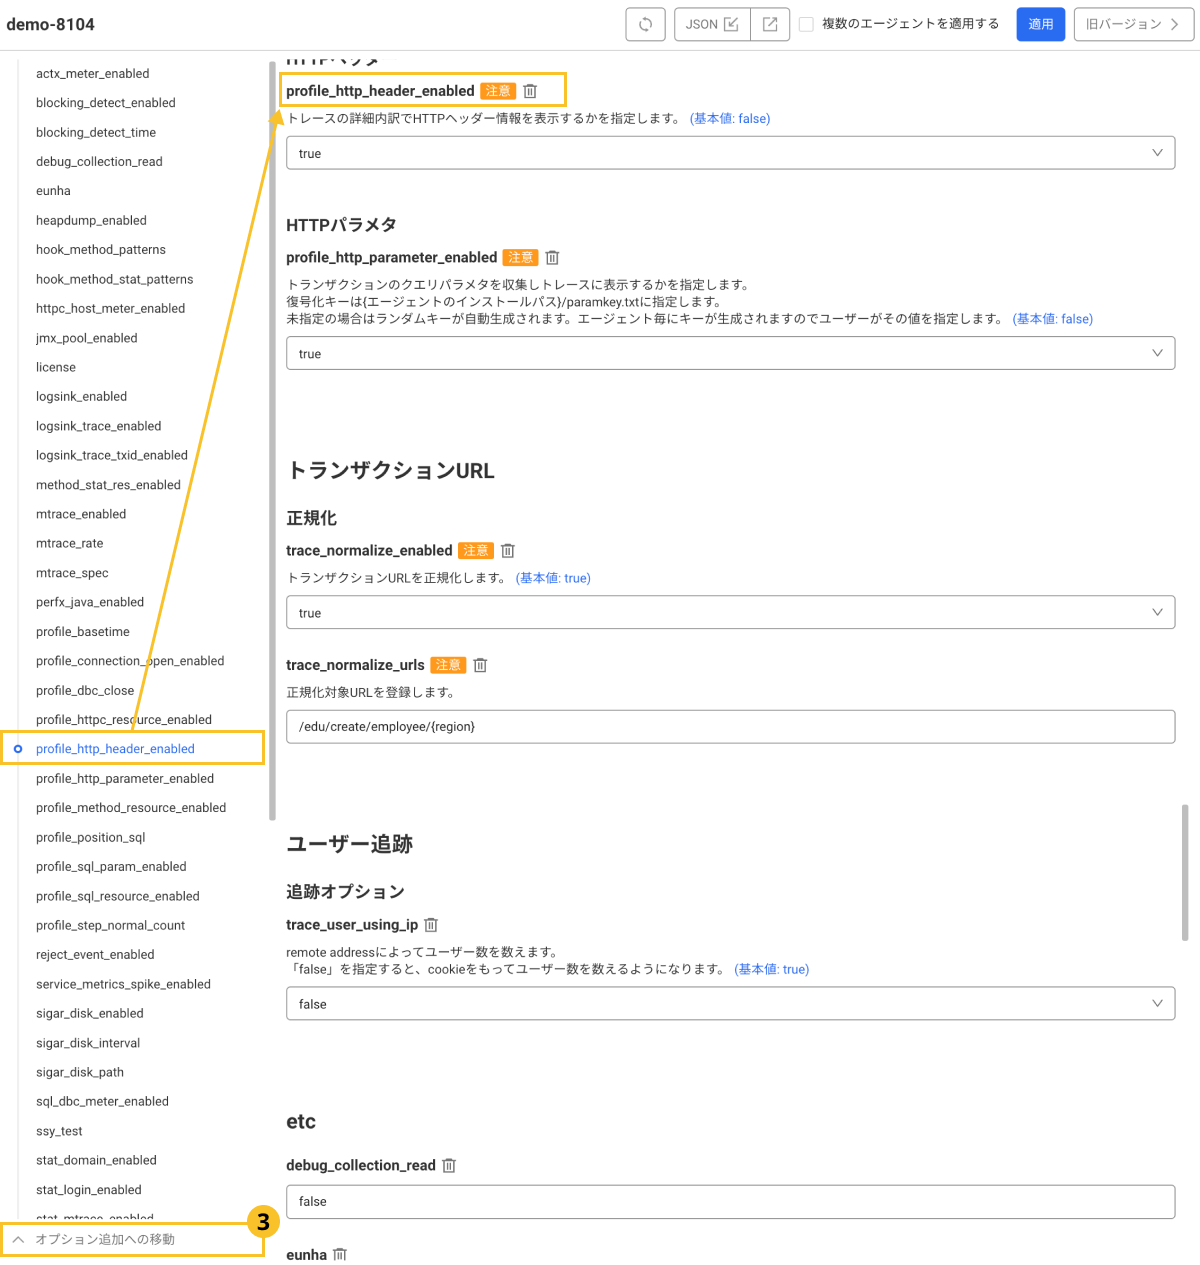 demo-8104
JSON
複数のエージェントを適用する
適用
旧バージョン
actx_meter_enabled
blocking_detect_enabled
blocking_detect_time
debug_collection_read
eunha
heapdump_enabled
hook_method_patterns
hook_method_stat_patterns
httpc_host_meter_enabled
jmx_pool_enabled
license
logsink_enabled
logsink_trace_enabled
logsink_trace_txid_enabled
method_stat_res_enabled
mtrace_enabled
mtrace_rate
mtrace_spec
perfx_java_enabled
profile_basetime
profile_connection_open_enabled
profile_dbc_close
profile_httpc_resource_enabled
profile_http_header_enabled
profile_http_parameter_enabled
profile_method_resource_enabled
profile_position_sql
profile_sql_param_enabled
profile_sql_resource_enabled
profile_step_normal_count
reject_event_enabled
service_metrics_spike_enabled
sigar_disk_enabled
sigar_disk_interval
sigar_disk_path
sql_dbc_meter_enabled
ssy_test
stat_domain_enabled
stat_login_enabled
stat_mtrace_enabled
オプション追加への移動
3
HTTPヘッダ
profile_http_header_enabled 注意
トレースの詳細内訳でHTTPヘッダー情報を表示するかを指定します。 (基本値: false)
true
HTTPパラメタ
profile_http_parameter_enabled 注意
トランザクションのクエリパラメタを収集しトレースに表示するかを指定します。
復号化キーは{エージェントのインストールパス}/paramkey.txtに指定します。
未指定の場合はランダムキーが自動生成されます。エージェント毎にキーが生成されますのでユーザーがその値を指定します。 (基本値: false)
true
トランザクションURL
正規化
trace_normalize_enabled 注意
トランザクションURLを正規化します。 (基本値: true)
true
trace_normalize_urls 注意
正規化対象URLを登録します。
/edu/create/employee/{region}
ユーザー追跡
追跡オプション
trace_user_using_ip
remote addressによってユーザー数を数えます。
「false」を指定すると、cookieをもってユーザー数を数えるようになります。 (基本値: true)
false
etc
debug_collection_read
false
eunha